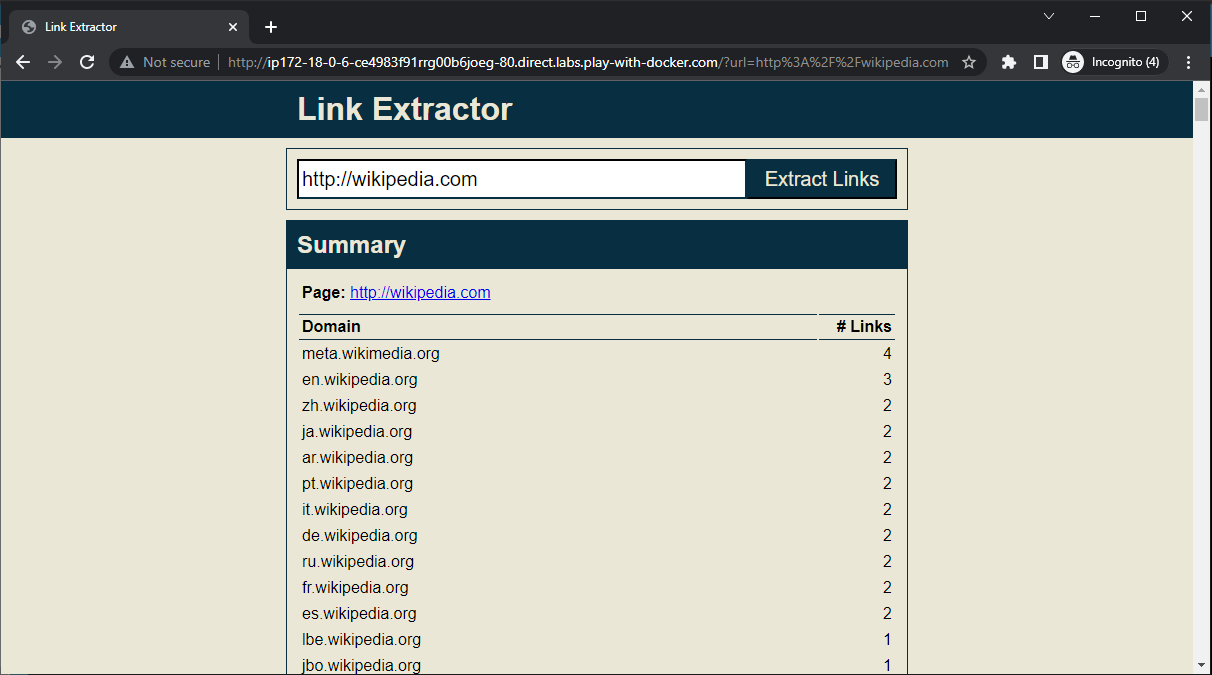 Link Extractor
Not secure http://ip172-18-0-6-ce4983f91rrg00b6joeg-80.direct.labs.play-with-docker.com/?url=http%3A%2F%2Fwikipedia.com Incognito (4)
Link Extractor
http://wikipedia.com Extract Links
Summary
Page: http://wikipedia.com
Domain # Links
meta.wikimedia.org 4
en.wikipedia.org 3
zh.wikipedia.org 2
ja.wikipedia.org 2
ar.wikipedia.org 2
pt.wikipedia.org 2
it.wikipedia.org 2
de.wikipedia.org 2
ru.wikipedia.org 2
fr.wikipedia.org 2
es.wikipedia.org 2
lbe.wikipedia.org 1
jbo.wikipedia.org 1